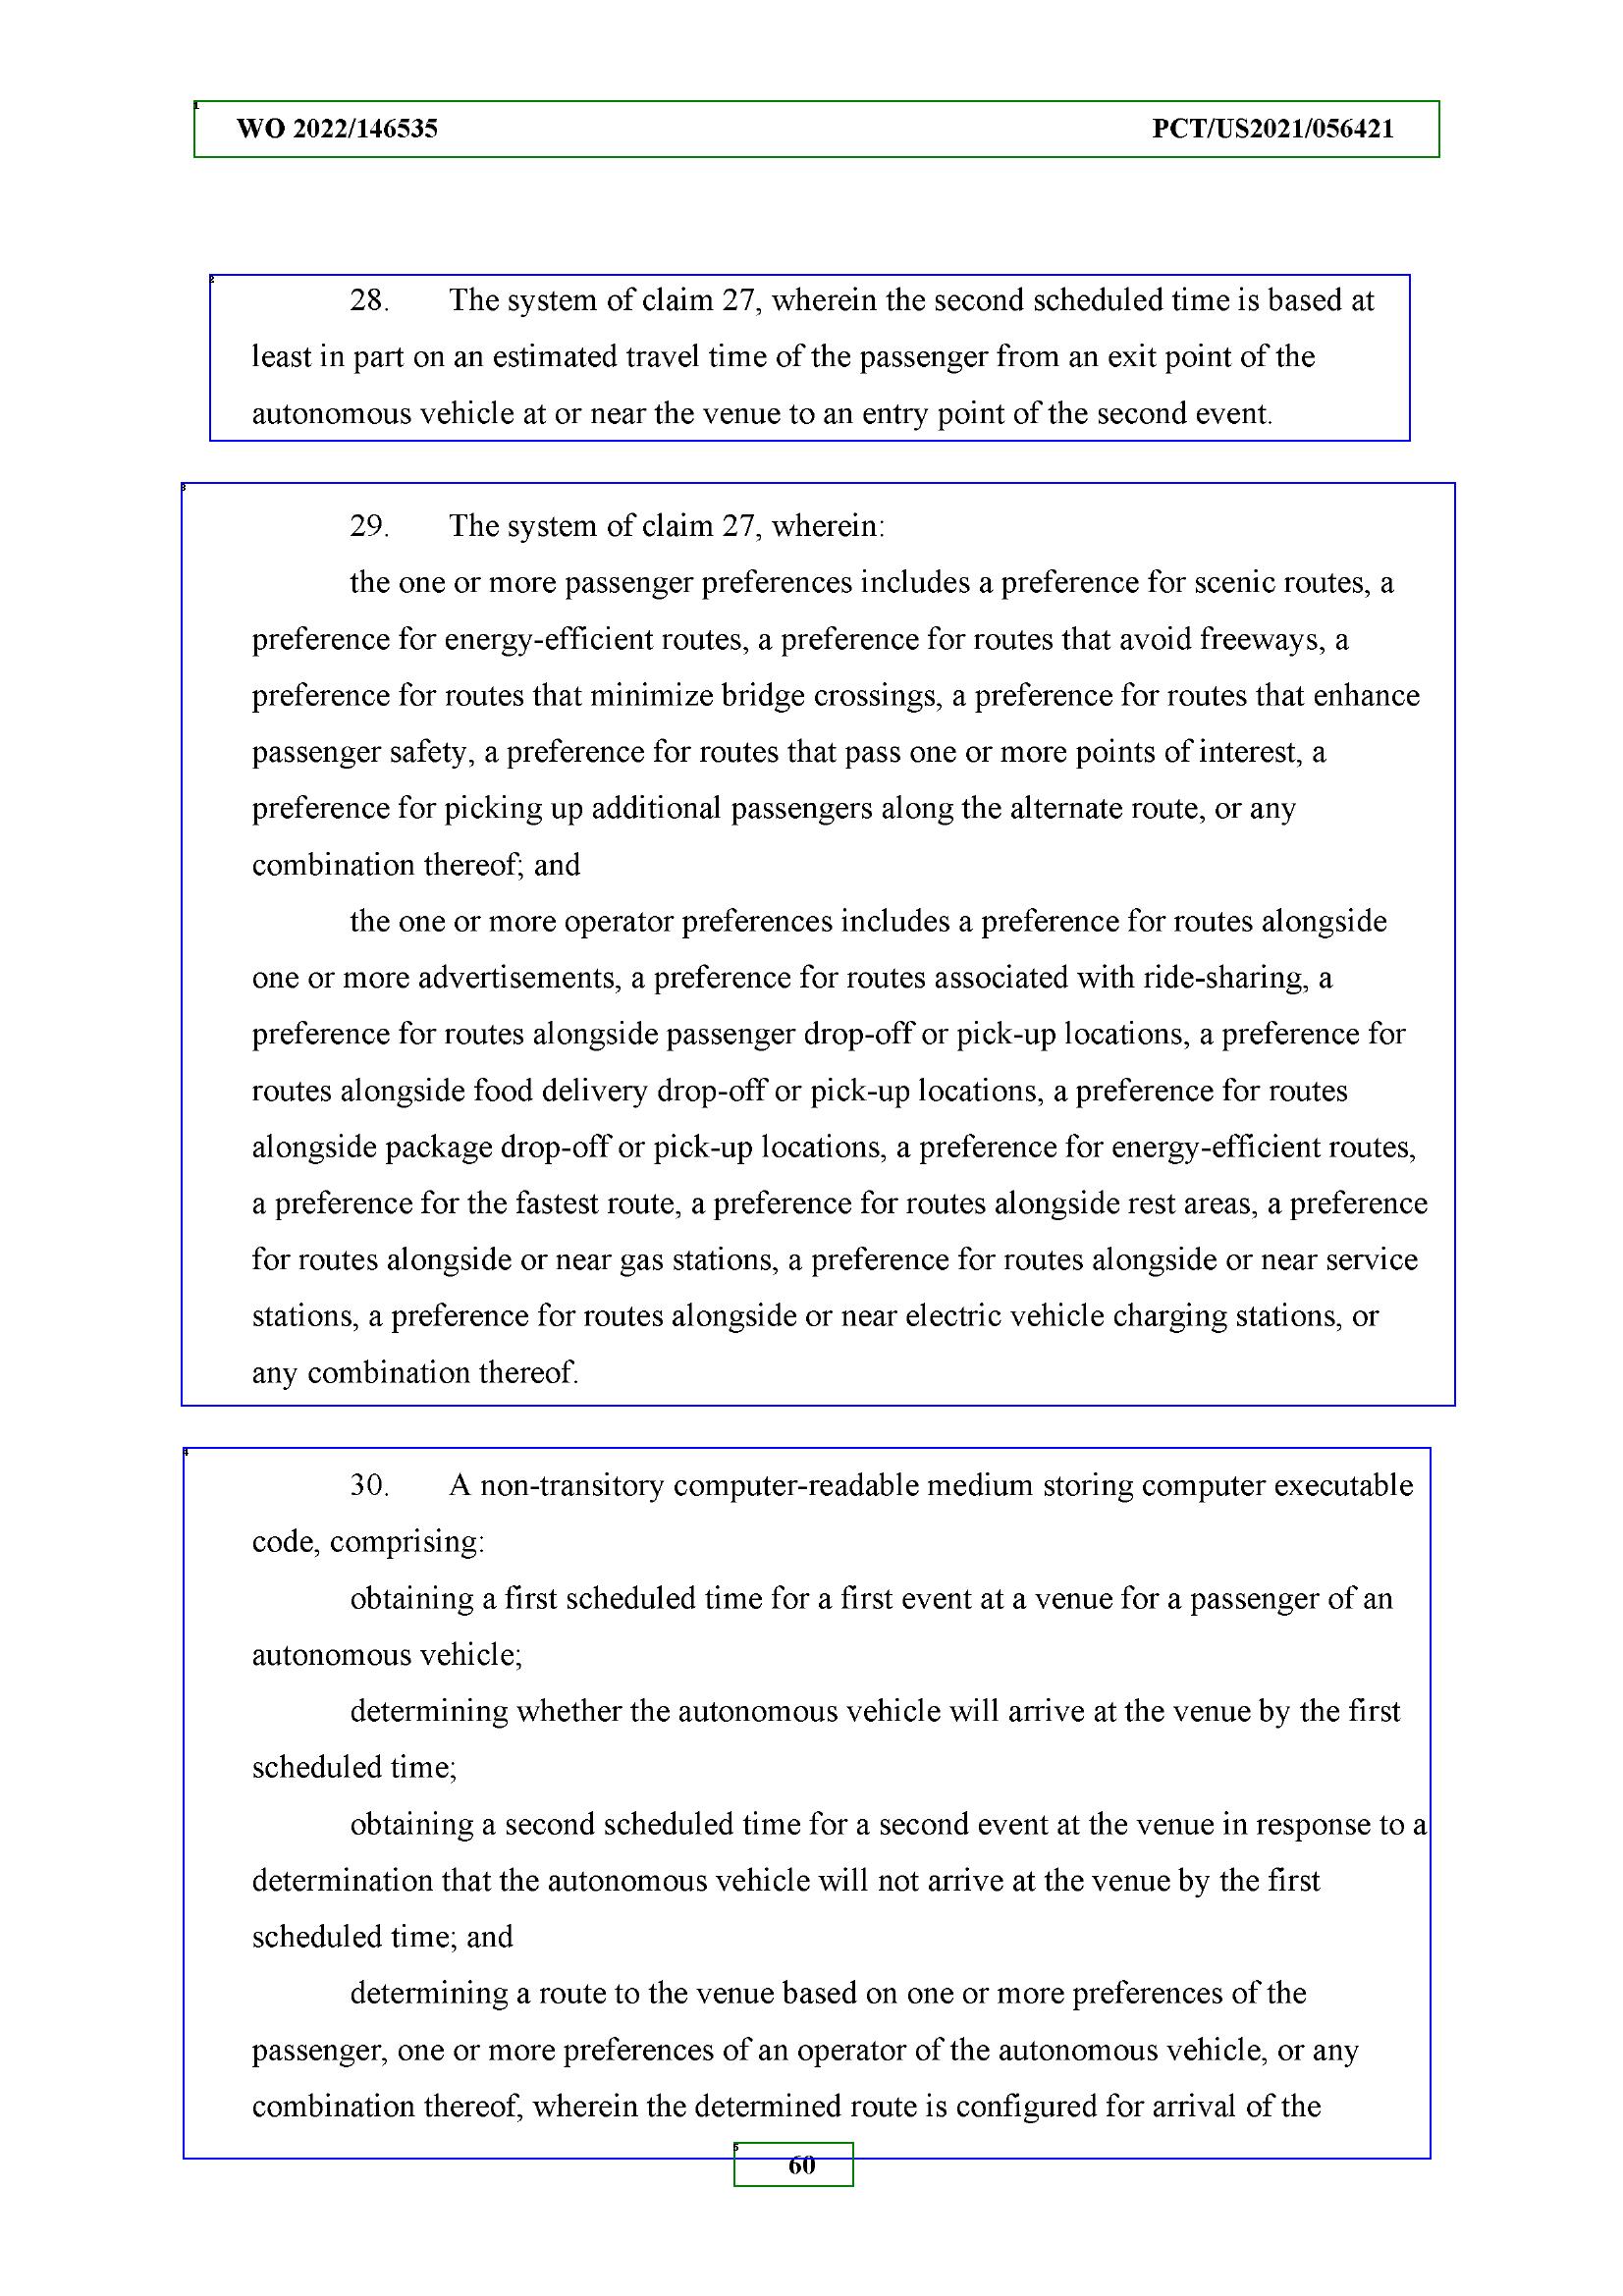 WO 2022/146535 PCT/US2021/056421
28. The system of claim 27, wherein the second scheduled time is based at
least in part on an estimated travel time of the passenger from an exit point of the
autonomous vehicle at or near the venue to an entry point of the second event.
29. The system of claim 27, wherein:
the one or more passenger preferences includes a preference for scenic routes, a
preference for energy-efficient routes, a preference for routes that avoid freeways, a
preference for routes that minimize bridge crossings, a preference for routes that enhance
passenger safety, a preference for routes that pass one or more points of interest, a
preference for picking up additional passengers along the alternate route, or any
combination thereof; and
the one or more operator preferences includes a preference for routes alongside
one or more advertisements, a preference for routes associated with ride-sharing, a
preference for routes alongside passenger drop-off or pick-up locations, a preference for
routes alongside food delivery drop-off or pick-up locations, a preference for routes
alongside package drop-off or pick-up locations, a preference for energy-efficient routes,
a preference for the fastest route, a preference for routes alongside rest areas, a preference
for routes alongside or near gas stations, a preference for routes alongside or near service
stations, a preference for routes alongside or near electric vehicle charging stations, or
any combination thereof.
30. A non-transitory computer-readable medium storing computer executable
code, comprising:
obtaining a first scheduled time for a first event at a venue for a passenger of an
autonomous vehicle;
determining whether the autonomous vehicle will arrive at the venue by the first
scheduled time;
obtaining a second scheduled time for a second event at the venue in response to a
determination that the autonomous vehicle will not arrive at the venue by the first
scheduled time; and
determining a route to the venue based on one or more preferences of the
passenger, one or more preferences of an operator of the autonomous vehicle, or any
combination thereof, wherein the determined route is configured for arrival of the
60